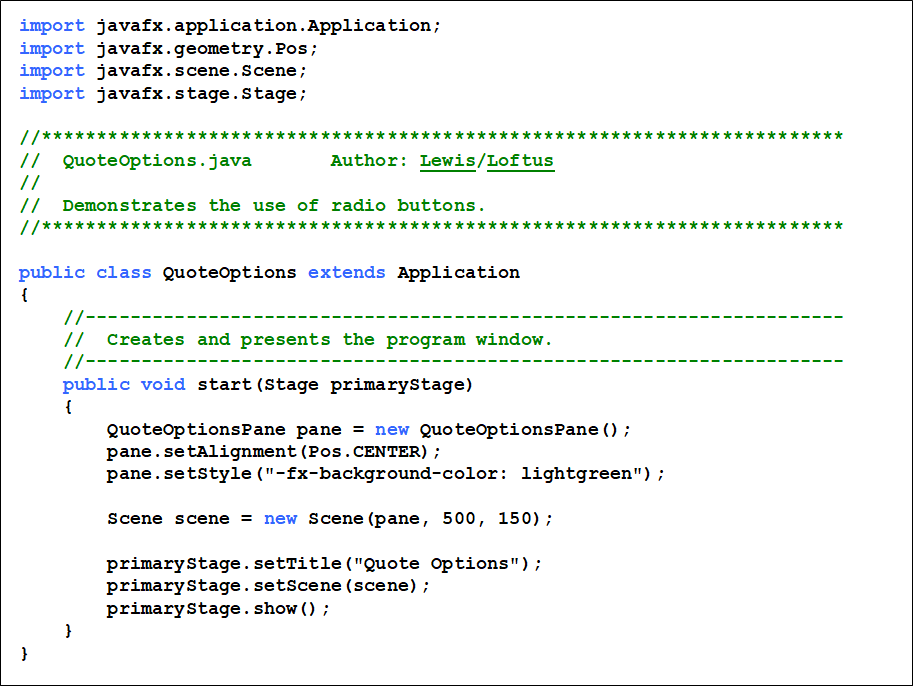 import javafx.application.Application;
import javafx.geometry.Pos;
import javafx.scene.Scene;
import javafx.stage.Stage;
//************************************************************************
//  QuoteOptions.java       Author: Lewis/Loftus
//
//  Demonstrates the use of radio buttons.
//************************************************************************
public class QuoteOptions extends Application
{
    //--------------------------------------------------------------------
    //  Creates and presents the program window.
    //--------------------------------------------------------------------
    public void start(Stage primaryStage)
    {
        QuoteOptionsPane pane = new QuoteOptionsPane();
        pane.setAlignment(Pos.CENTER);
        pane.setStyle("-fx-background-color: lightgreen");
        Scene scene = new Scene(pane, 500, 150);
        primaryStage.setTitle("Quote Options");
        primaryStage.setScene(scene);
        primaryStage.show();
    }
}